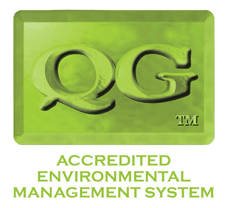 QG
TM
ACCREDITED
ENVIRONMENTAL
MANAGEMENT SYSTEM